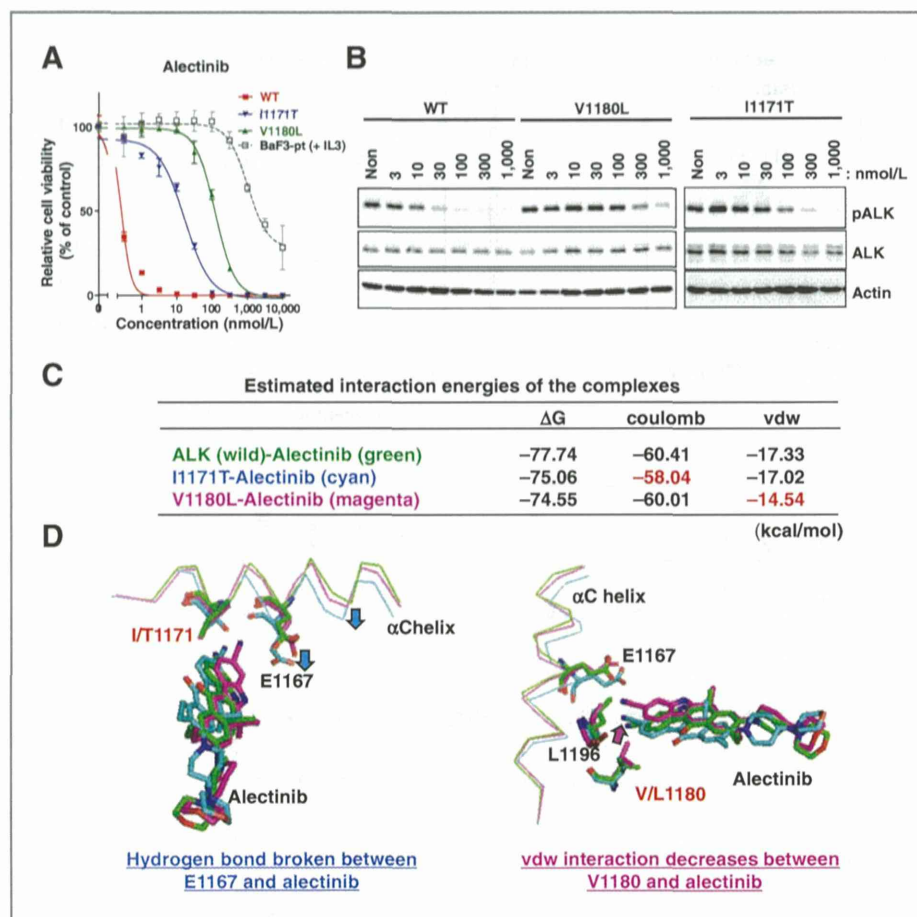 A
Alectinib
WT
I1171T
V1180L
BaF3-pt (+ IL3)
Relative cell viability
(% of control)
100
50
0
0 1 10 100 1,000 10,000
Concentration (nmol/L)
B
WT V1180L I1171T
Non 3 10 30 100 300 1,000 Non 3 10 30 100 300 1,000 Non 3 10 30 100 300 1,000 : nmol/L
pALK
ALK
Actin
C
Estimated interaction energies of the complexes
ΔG coulomb vdw
ALK (wild)-Alectinib (green) –77.74 –60.41 –17.33
I1171T-Alectinib (cyan) –75.06 –58.04 –17.02
V1180L-Alectinib (magenta) –74.55 –60.01 –14.54
(kcal/mol)
D
I/T1171
E1167
αChelix
Alectinib
Hydrogen bond broken between
E1167 and alectinib
αC helix
E1167
L1196
V/L1180
Alectinib
vdw interaction decreases between
V1180 and alectinib